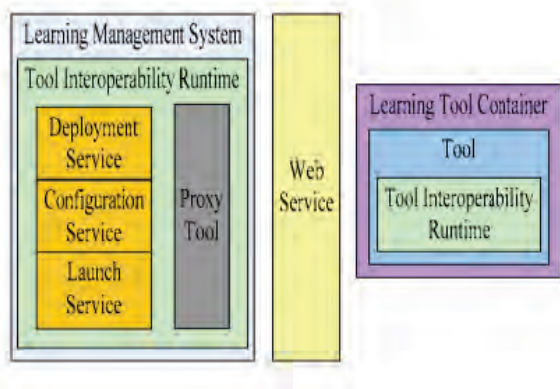 Learning Management System
Tool Interoperability Runtime
Deployment
Service
Configuration
Service
Launch
Service
Proxy
Tool
Web
Service
Learning Tool Container
Tool
Tool Interoperability
Runtime